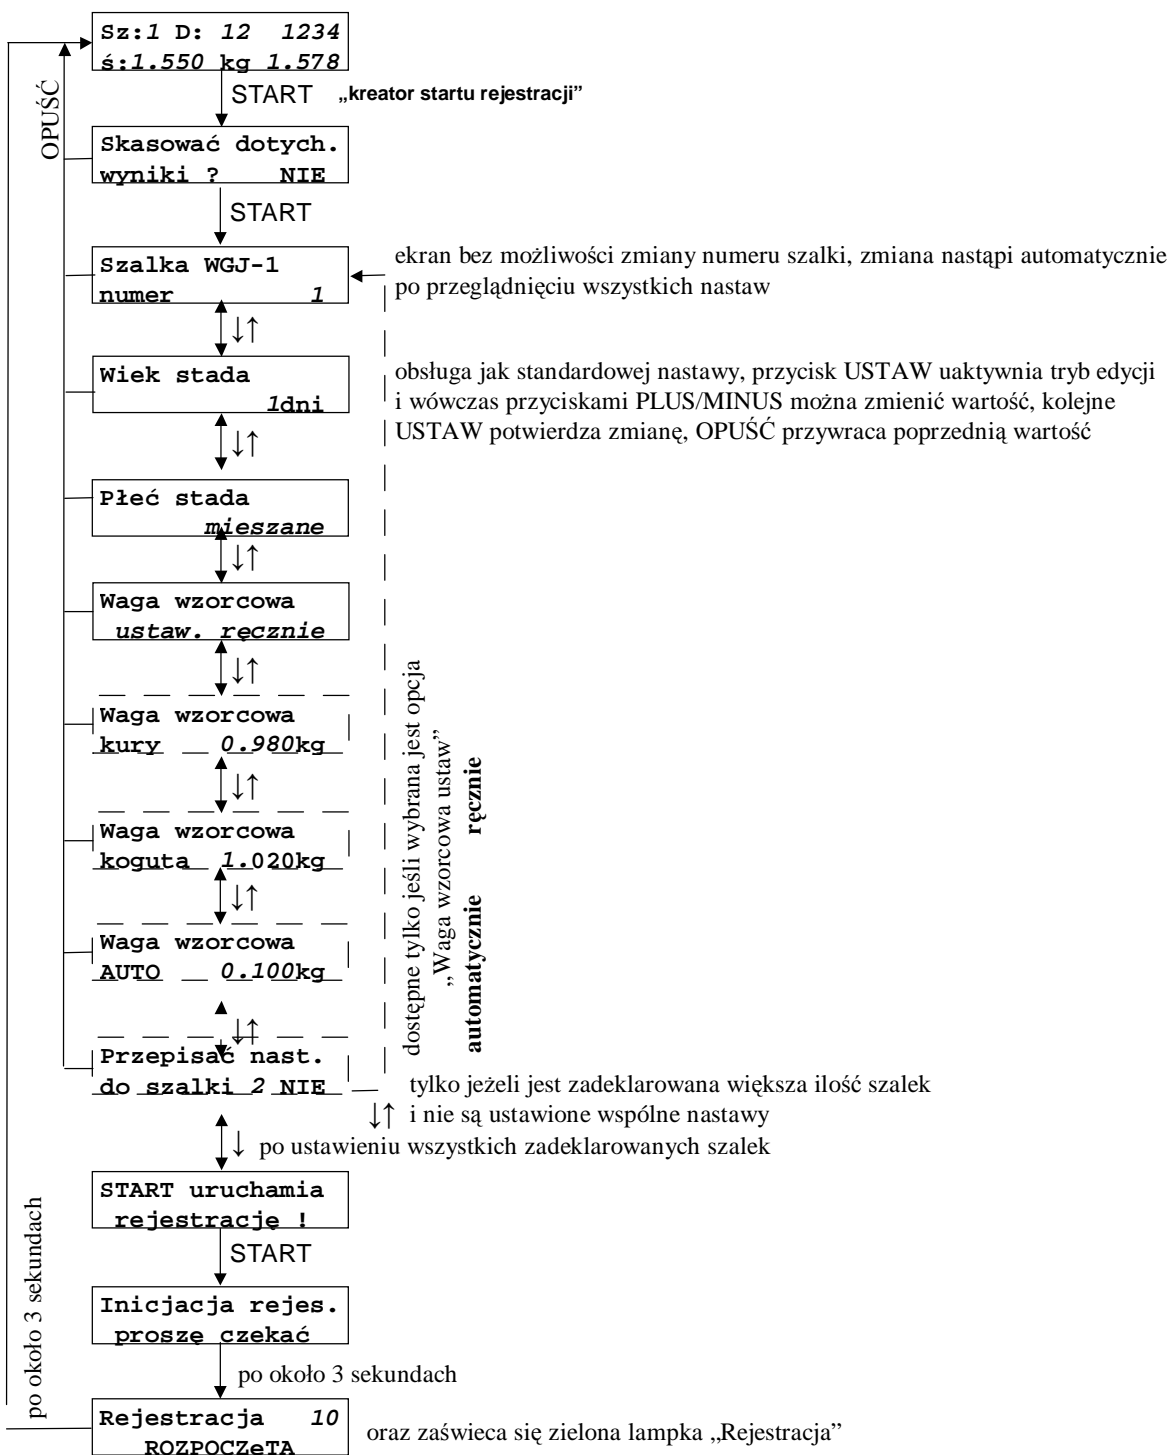 Sz:1 D: 12 1234
ś:1.550 kg 1.578
OPUŚĆ
START „kreator startu rejestracji”
Skasować dotych.
wyniki ? NIE
START
Szalka WGJ-1
numer 1
ekran bez możliwości zmiany numeru szalki, zmiana nastąpi automatycznie
po przeglądnięciu wszystkich nastaw
↓↑
Wiek stada
1dni
obsługa jak standardowej nastawy, przycisk USTAW uaktywnia tryb edycji
i wówczas przyciskami PLUS/MINUS można zmienić wartość, kolejne
USTAW potwierdza zmianę, OPUŚĆ przywraca poprzednią wartość
↓↑
Płeć stada
mieszane
↓↑
Waga wzorcowa
ustaw. ręcznie
↓↑
Waga wzorcowa
kury 0.980kg
↓↑
Waga wzorcowa
koguta 1.020kg
↓↑
Waga wzorcowa
AUTO 0.100kg
↓↑
dostępne tylko jeśli wybrana jest opcja
„Waga wzorcowa ustaw”
automatycznie ręcznie
Przepisać nast.
do szalki 2 NIE
tylko jeżeli jest zadeklarowana większa ilość szalek
↓↑ i nie są ustawione wspólne nastawy
↓ po ustawieniu wszystkich zadeklarowanych szalek
START uruchamia
rejestrację !
START
Inicjacja rejes.
proszę czekać
po około 3 sekundach
po około 3 sekundach
Rejestracja 10
ROZPOCZeTA
oraz zaświeca się zielona lampka „Rejestracja”